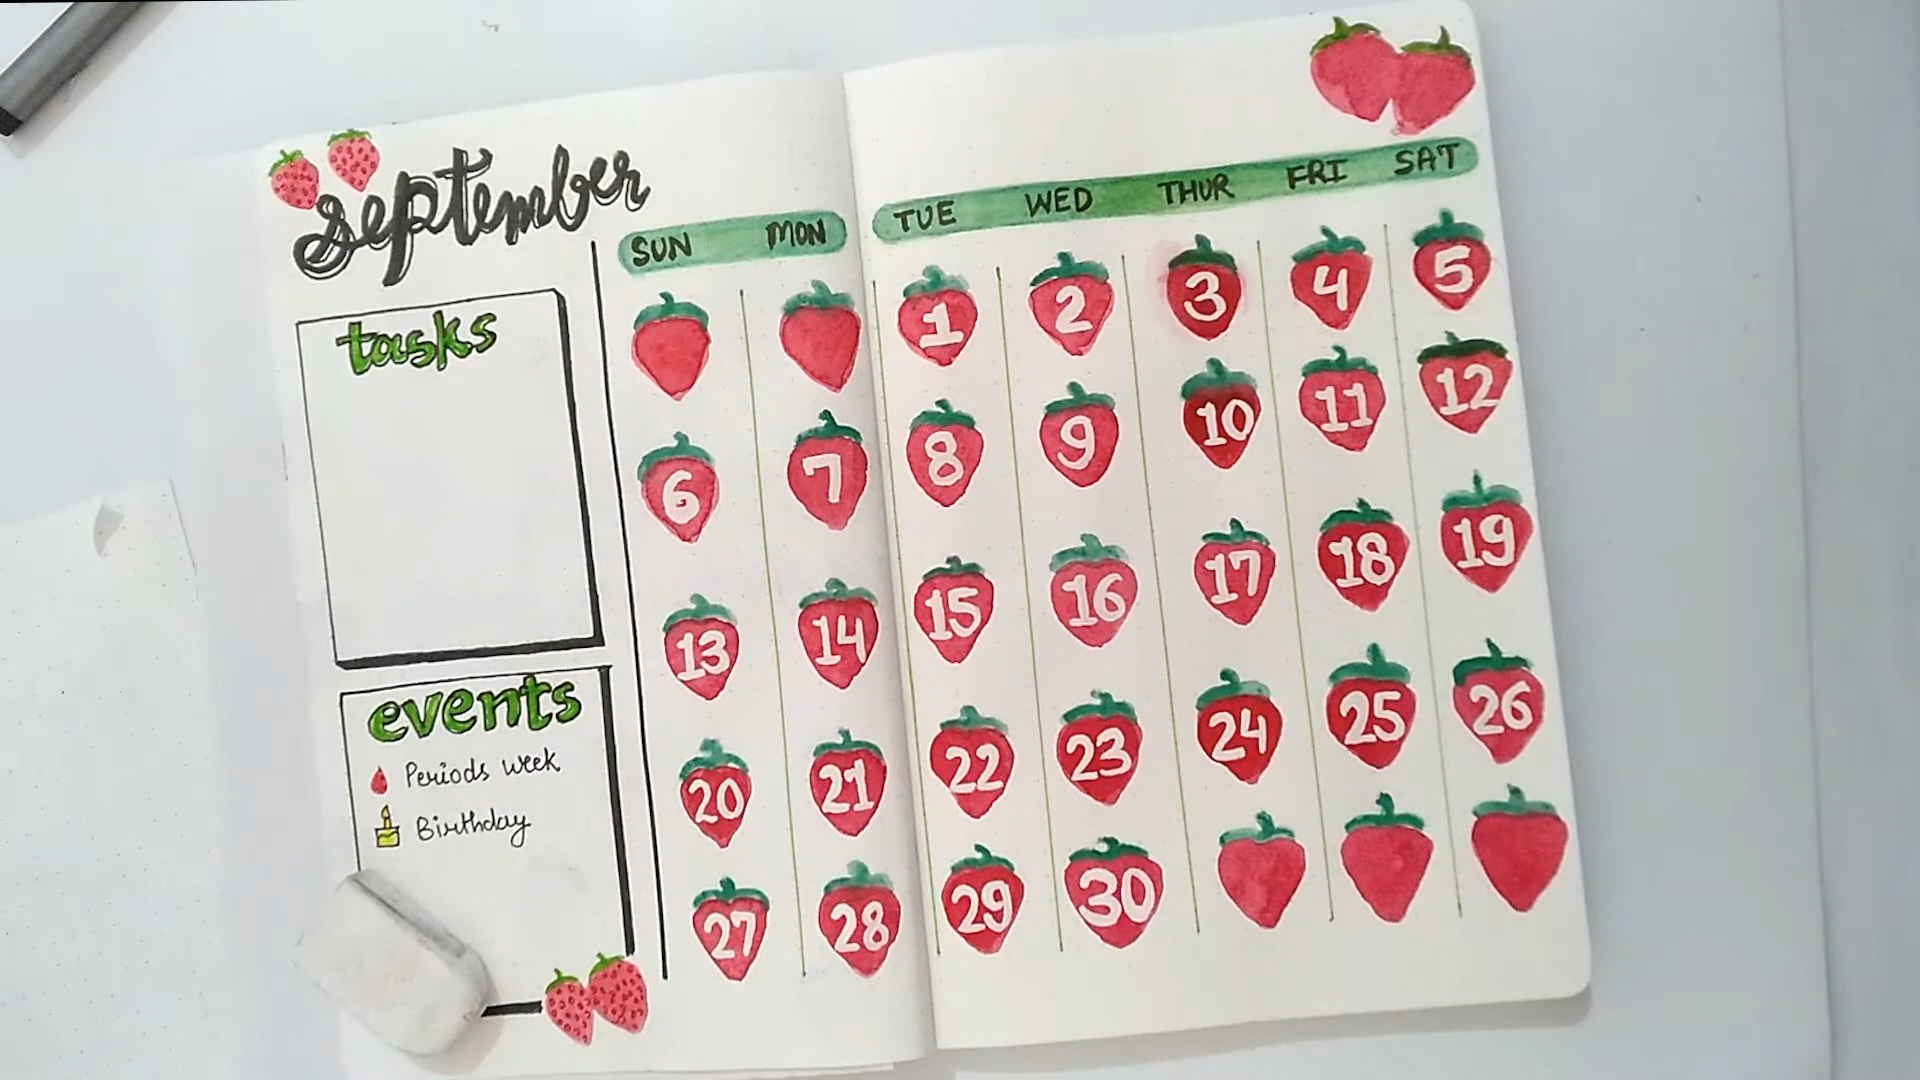 september
SUN MON TUE WED THUR FRI SAT
tasks
1 2 3 4 5
6 7 8 9 10 11 12
13 14 15 16 17 18 19
20 21 22 23 24 25 26
27 28 29 30
events
Periods week
Birthday